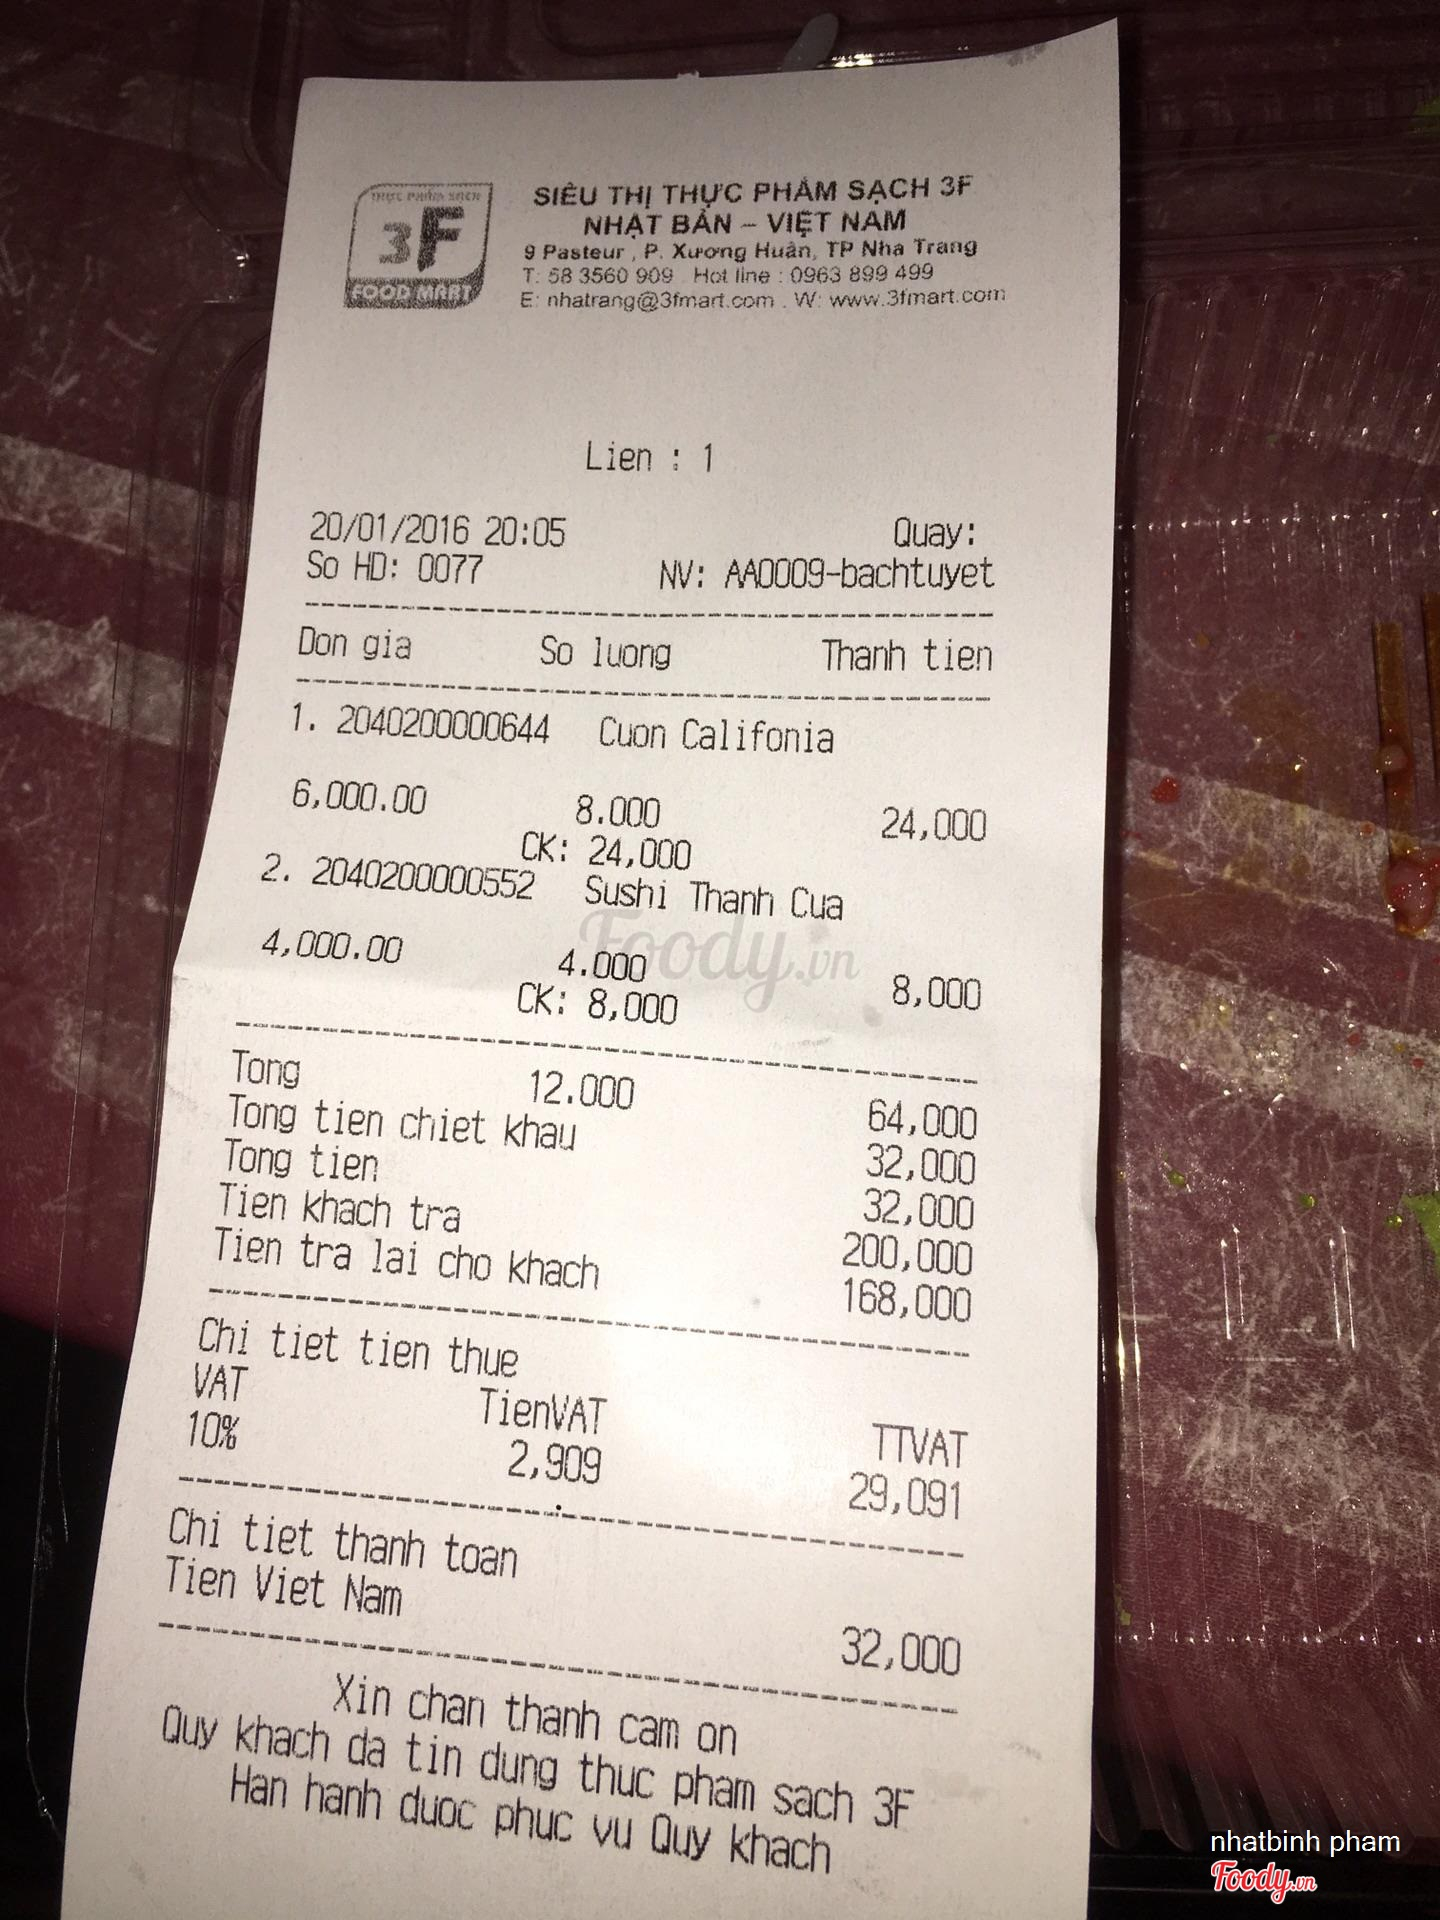 THỰC PHẨM SẠCH
3F
FOOD MART
SIÊU THỊ THỰC PHẨM SẠCH 3F
NHẬT BẢN – VIỆT NAM
9 Pasteur , P. Xương Huân, TP Nha Trang
T: 58 3560 909 Hot line : 0963 899 499
E: nhatrang@3fmart.com . W: www.3fmart.com
Lien : 1
20/01/2016 20:05 Quay:
So HD: 0077 NV: AA0009-bachtuyet
Don gia So luong Thanh tien
1. 2040200000644 Cuon Califonia
6,000.00 8.000 24,000
CK: 24,000
2. 2040200000552 Sushi Thanh Cua
4,000.00 4.000 8,000
CK: 8,000
Foody.vn
Tong 12.000 64,000
Tong tien chiet khau 32,000
Tong tien 32,000
Tien khach tra 200,000
Tien tra lai cho khach 168,000
Chi tiet tien thue
VAT TienVAT TTVAT
10% 2,909 29,091
Chi tiet thanh toan
Tien Viet Nam 32,000
Xin chan thanh cam on
Quy khach da tin dung thuc pham sach 3F
Han hanh duoc phuc vu Quy khach
nhatbinh pham
Foody.vn